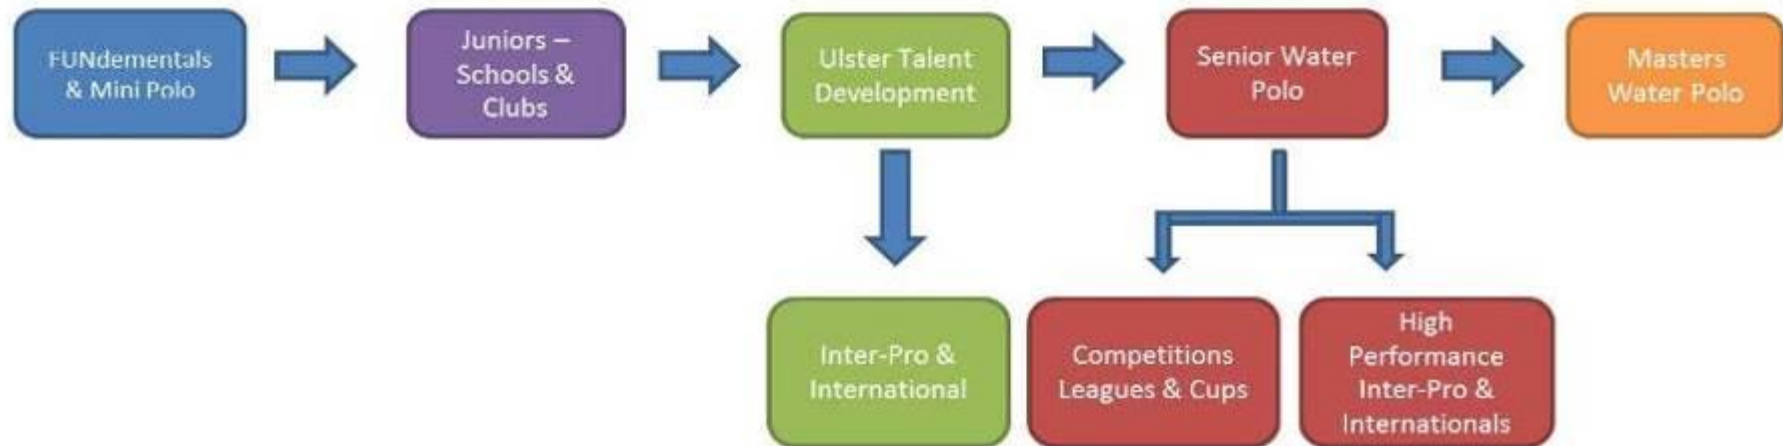 FUNdementals
& Mini Polo
Juniors –
Schools &
Clubs
Ulster Talent
Development
Senior Water
Polo
Masters
Water Polo
Inter-Pro &
International
Competitions
Leagues & Cups
High
Performance
Inter-Pro &
Internationals